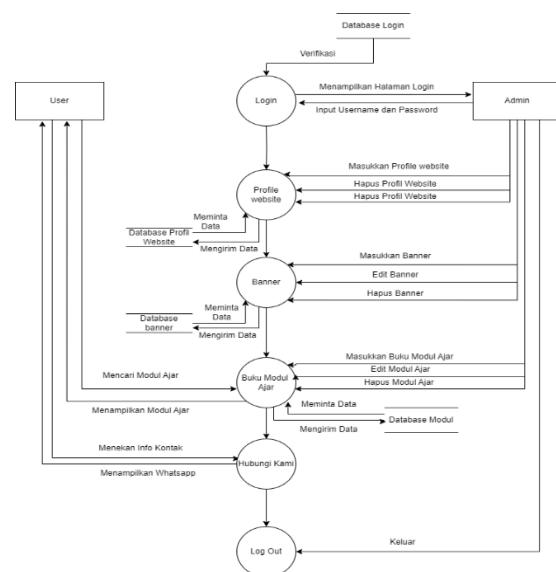 Database Login
Verifikasi
User
Login
Menampilkan Halaman Login
Input Username dan Password
Admin
Masukkan Profile website
Profile
website
Hapus Profil Website
Hapus Profil Website
Meminta
Data
Database Profil
Website
Mengirim Data
Masukkan Banner
Banner
Edit Banner
Hapus Banner
Meminta
Data
Database
banner
Mengirim Data
Masukkan Buku Modul Ajar
Mencari Modul Ajar
Buku Modul
Ajar
Edit Modul Ajar
Hapus Modul Ajar
Menampilkan Modul Ajar
Meminta Data
Database Modul
Mengirim Data
Menekan Info Kontak
Hubungi Kami
Menampilkan Whatsapp
Keluar
Log Out